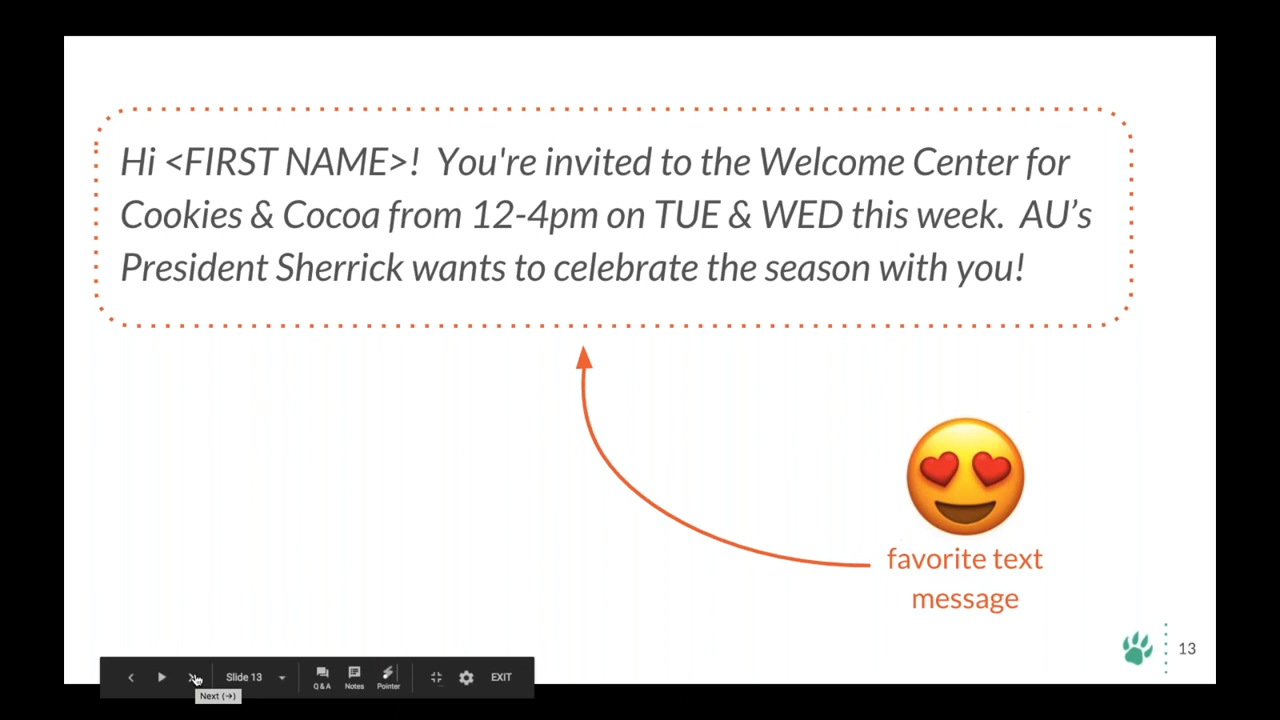 Hi <FIRST NAME>!  You're invited to the Welcome Center for
Cookies & Cocoa from 12-4pm on TUE & WED this week.  AU’s
President Sherrick wants to celebrate the season with you!
favorite text
message
13
Slide 13
Q&A
Notes
Pointer
EXIT
Next (→)